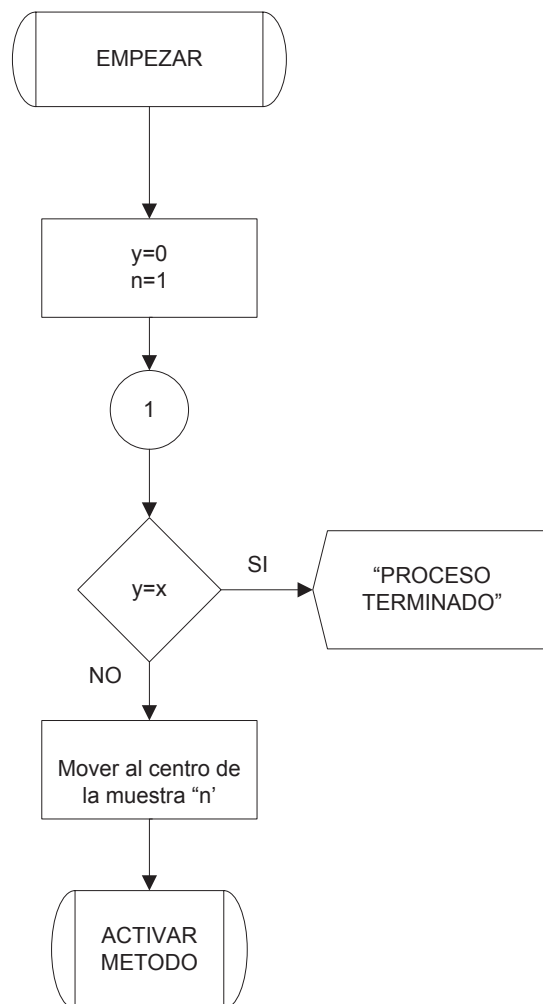 EMPEZAR
y=0
n=1
1
y=x
SI
“PROCESO
TERMINADO”
NO
Mover al centro de
la muestra “n’
ACTIVAR
METODO